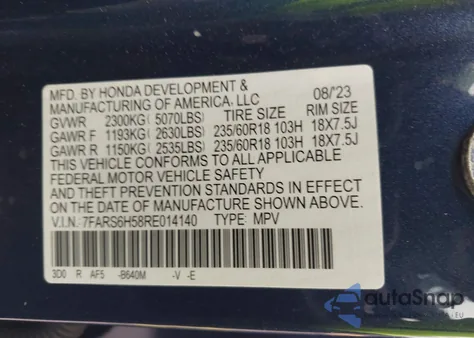 MFD. BY HONDA DEVELOPMENT &
MANUFACTURING OF AMERICA, LLC 08/'23
GVWR 2300KG( 5070LBS) TIRE SIZE RIM SIZE
GAWR F 1193KG( 2630LBS) 235/60R18 103H 18X7.5J
GAWR R 1150KG( 2535LBS) 235/60R18 103H 18X7.5J
THIS VEHICLE CONFORMS TO ALL APPLICABLE
FEDERAL MOTOR VEHICLE SAFETY
AND THEFT PREVENTION STANDARDS IN EFFECT
ON THE DATE OF MANUFACTURE SHOWN ABOVE.
V.I.N.:7FARS6H58RE014140 TYPE: MPV
3D0 R AF5 -B640M -V -E
autoSnap